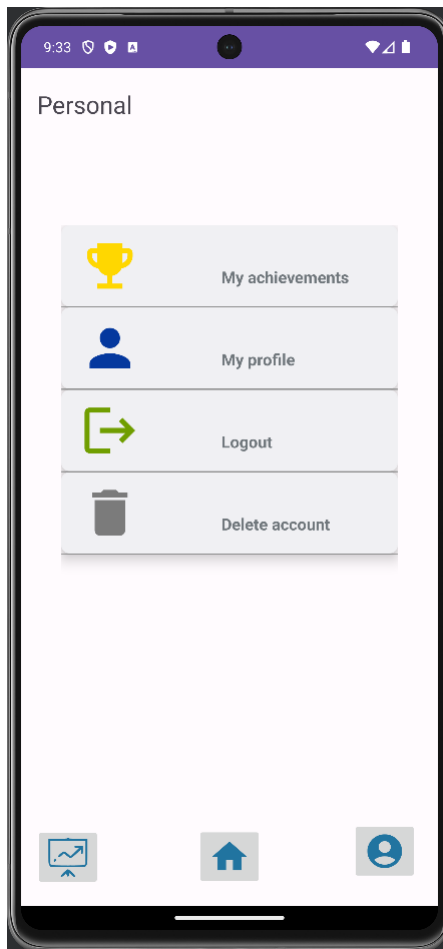 9:33
Personal
My achievements
My profile
Logout
Delete account